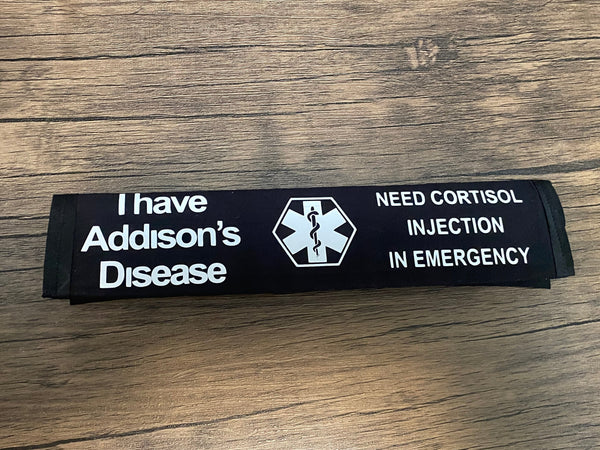 I have
Addison's
Disease
NEED CORTISOL
INJECTION
IN EMERGENCY